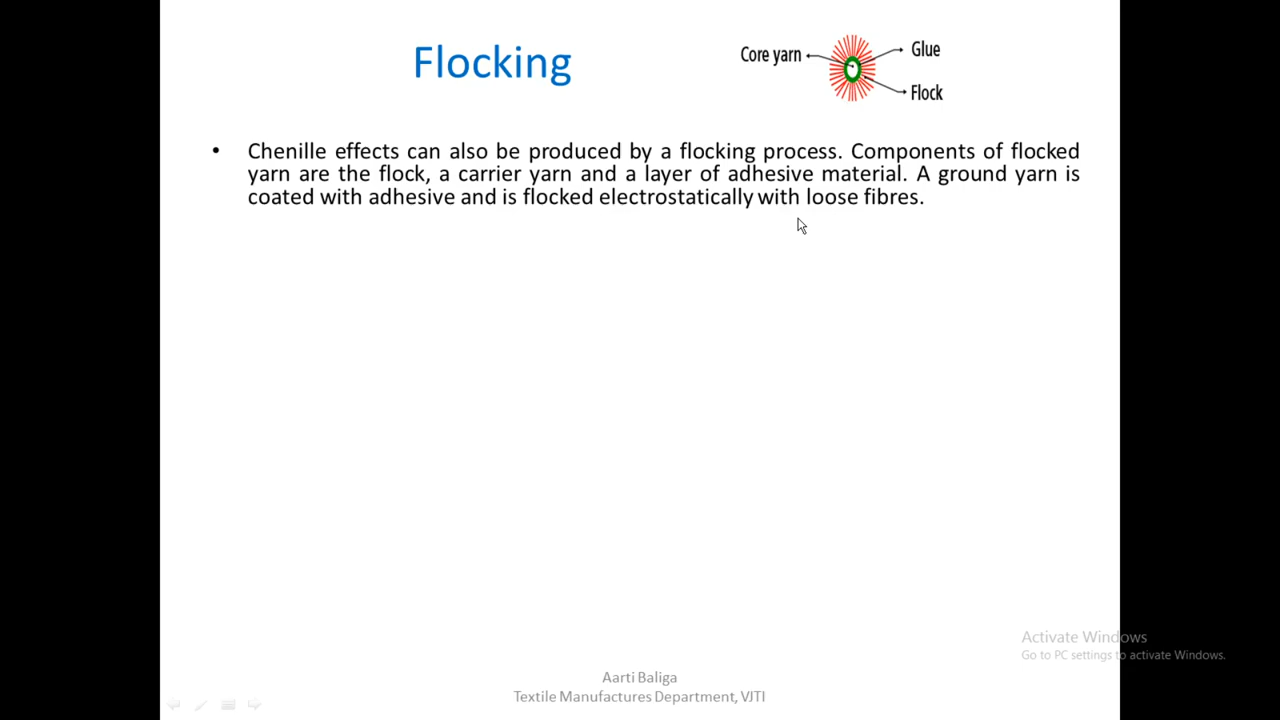 Flocking
Core yarn
Glue
Flock
• Chenille effects can also be produced by a flocking process. Components of flocked
yarn are the flock, a carrier yarn and a layer of adhesive material. A ground yarn is
coated with adhesive and is flocked electrostatically with loose fibres.
Activate Windows
Go to PC settings to activate Windows.
Aarti Baliga
Textile Manufactures Department, VJTI